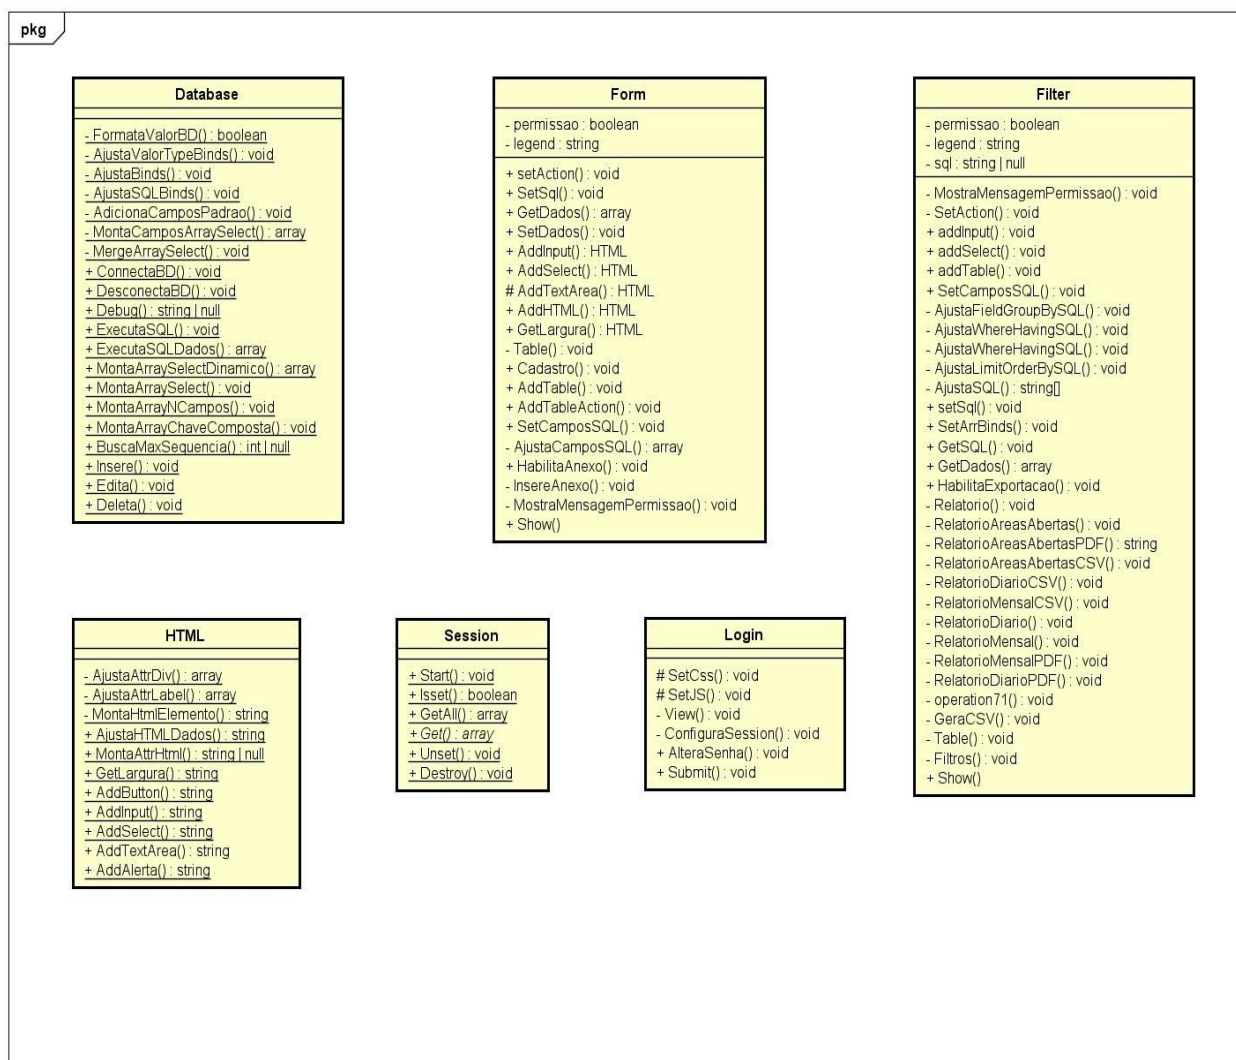 pkg
Database
- FormataValorBD() : boolean
- AjustaValorTypeBinds() : void
- AjustaBinds() : void
- AjustaSQLBinds() : void
- AdicionaCamposPadrao() : void
- MontaCamposArraySelect() : array
- MergeArraySelect() : void
+ ConnectaBD() : void
+ DesconectaBD() : void
+ Debug() : string | null
+ ExecutaSQL() : void
+ ExecutaSQLDados() : array
+ MontaArraySelectDinamico() : array
+ MontaArraySelect() : void
+ MontaArrayNCampos() : void
+ MontaArrayChaveComposta() : void
+ BuscaMaxSequencia() : int | null
+ Insere() : void
+ Edita() : void
+ Deleta() : void
Form
- permissao : boolean
- legend : string
+ setAction() : void
+ SetSql() : void
+ GetDados() : array
+ SetDados() : void
+ AddInput() : HTML
+ AddSelect() : HTML
# AddTextArea() : HTML
+ AddHTML() : HTML
+ GetLargura() : HTML
- Table() : void
+ Cadastro() : void
+ AddTable() : void
+ AddTableAction() : void
+ SetCamposSQL() : void
- AjustaCamposSQL() : array
+ HabilitaAnexo() : void
- InsereAnexo() : void
- MostraMensagemPermissao() : void
+ Show()
Filter
- permissao : boolean
- legend : string
- sql : string | null
- MostraMensagemPermissao() : void
- SetAction() : void
+ addInput() : void
+ addSelect() : void
+ addTable() : void
+ SetCamposSQL() : void
- AjustaFieldGroupBySQL() : void
- AjustaWhereHavingSQL() : void
- AjustaWhereHavingSQL() : void
- AjustaLimitOrderBySQL() : void
- AjustaSQL() : string[]
+ setSql() : void
+ SetArrBinds() : void
+ GetSQL() : void
+ GetDados() : array
+ HabilitaExportacao() : void
- Relatorio() : void
- RelatorioAreasAbertas() : void
- RelatorioAreasAbertasPDF() : string
- RelatorioAreasAbertasCSV() : void
- RelatorioDiarioCSV() : void
- RelatorioMensalCSV() : void
- RelatorioDiario() : void
- RelatorioMensal() : void
- RelatorioMensalPDF() : void
- RelatorioDiarioPDF() : void
- operation71() : void
- GeraCSV() : void
- Table() : void
- Filtros() : void
+ Show()
HTML
- AjustaAttrDiv() : array
- AjustaAttrLabel() : array
- MontaHtmlElemento() : string
+ AjustaHTMLDados() : string
+ MontaAttrHtml() : string | null
+ GetLargura() : string
+ AddButton() : string
+ AddInput() : string
+ AddSelect() : string
+ AddTextArea() : string
+ AddAlerta() : string
Session
+ Start() : void
+ Isset() : boolean
+ GetAll() : array
+ Get() : array
+ Unset() : void
+ Destroy() : void
Login
# SetCss() : void
# SetJS() : void
- View() : void
- ConfiguraSession() : void
+ AlteraSenha() : void
+ Submit() : void